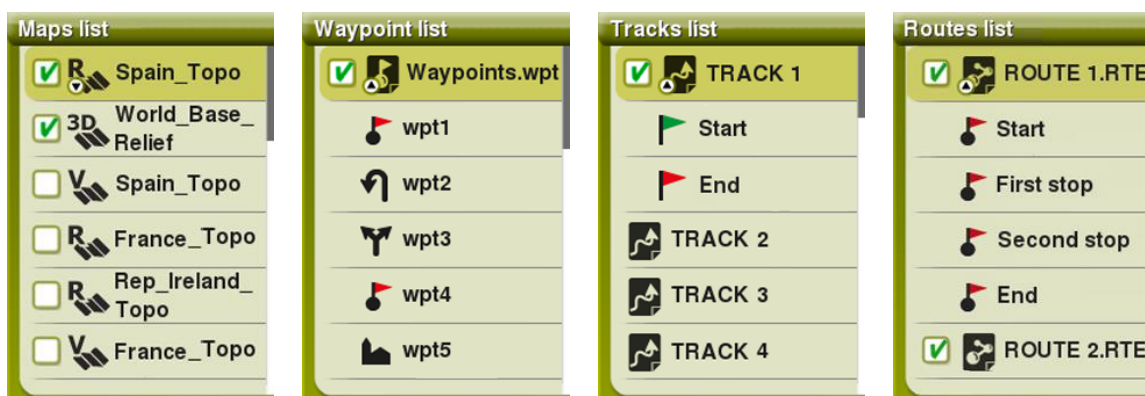 Maps list
R Spain_Topo
3D World_Base_
Relief
V Spain_Topo
R France_Topo
R Rep_Ireland_
Topo
V France_Topo
Waypoint list
Waypoints.wpt
wpt1
wpt2
wpt3
wpt4
wpt5
Tracks list
TRACK 1
Start
End
TRACK 2
TRACK 3
TRACK 4
Routes list
ROUTE 1.RTE
Start
First stop
Second stop
End
ROUTE 2.RTE